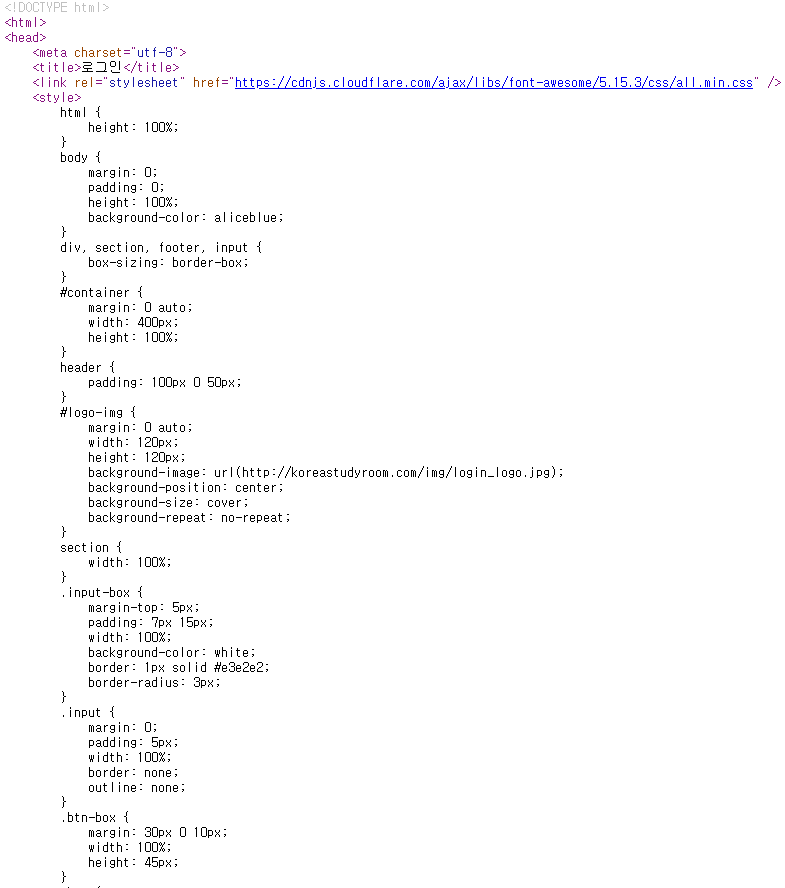 <!DOCTYPE html>
<html>
<head>
    <meta charset="utf-8">
    <title>로그인</title>
    <link rel="stylesheet" href="https://cdnjs.cloudflare.com/ajax/libs/font-awesome/5.15.3/css/all.min.css" />
    <style>
        html {
            height: 100%;
        }
        body {
            margin: 0;
            padding: 0;
            height: 100%;
            background-color: aliceblue;
        }
        div, section, footer, input {
            box-sizing: border-box;
        }
        #container {
            margin: 0 auto;
            width: 400px;
            height: 100%;
        }
        header {
            padding: 100px 0 50px;
        }
        #logo-img {
            margin: 0 auto;
            width: 120px;
            height: 120px;
            background-image: url(http://koreastudyroom.com/img/login_logo.jpg);
            background-position: center;
            background-size: cover;
            background-repeat: no-repeat;
        }
        section {
            width: 100%;
        }
        .input-box {
            margin-top: 5px;
            padding: 7px 15px;
            width: 100%;
            background-color: white;
            border: 1px solid #e3e2e2;
            border-radius: 3px;
        }
        .input {
            margin: 0;
            padding: 5px;
            width: 100%;
            border: none;
            outline: none;
        }
        .btn-box {
            margin: 30px 0 10px;
            width: 100%;
            height: 45px;
        }